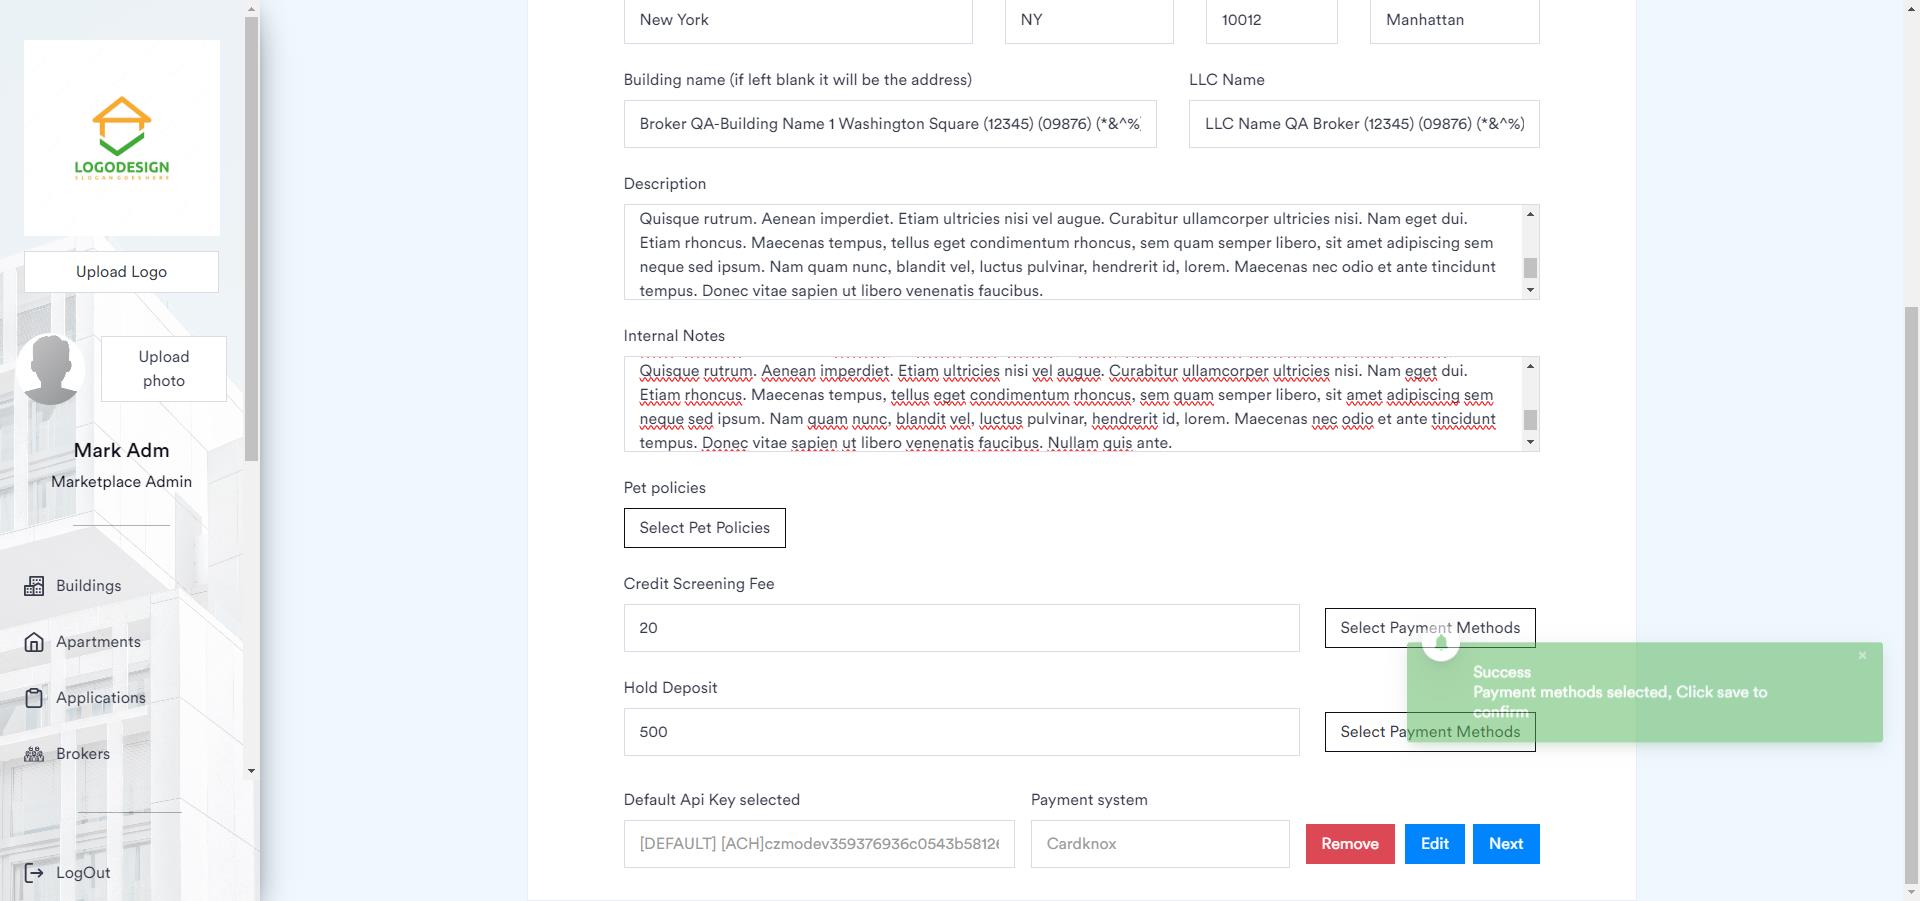 LOGODESIGN
SLOGAN GOES HERE
Upload Logo
Upload
photo
Mark Adm
Marketplace Admin
Buildings
Apartments
Applications
Brokers
LogOut
New York
NY
10012
Manhattan
Building name (if left blank it will be the address)
LLC Name
Broker QA-Building Name 1 Washington Square (12345) (09876) (*&^%
LLC Name QA Broker (12345) (09876) (*&^%)
Description
Quisque rutrum. Aenean imperdiet. Etiam ultricies nisi vel augue. Curabitur ullamcorper ultricies nisi. Nam eget dui.
Etiam rhoncus. Maecenas tempus, tellus eget condimentum rhoncus, sem quam semper libero, sit amet adipiscing sem
neque sed ipsum. Nam quam nunc, blandit vel, luctus pulvinar, hendrerit id, lorem. Maecenas nec odio et ante tincidunt
tempus. Donec vitae sapien ut libero venenatis faucibus.
Internal Notes
Quisque rutrum. Aenean imperdiet. Etiam ultricies nisi vel augue. Curabitur ullamcorper ultricies nisi. Nam eget dui.
Etiam rhoncus. Maecenas tempus, tellus eget condimentum rhoncus, sem quam semper libero, sit amet adipiscing sem
neque sed ipsum. Nam quam nunc, blandit vel, luctus pulvinar, hendrerit id, lorem. Maecenas nec odio et ante tincidunt
tempus. Donec vitae sapien ut libero venenatis faucibus. Nullam quis ante.
Pet policies
Select Pet Policies
Credit Screening Fee
20
Select Payment Methods
Success
Payment methods selected, Click save to
confirm
Hold Deposit
500
Select Payment Methods
Default Api Key selected
Payment system
[DEFAULT] [ACH]czmodev359376936c0543b58126
Cardknox
Remove
Edit
Next